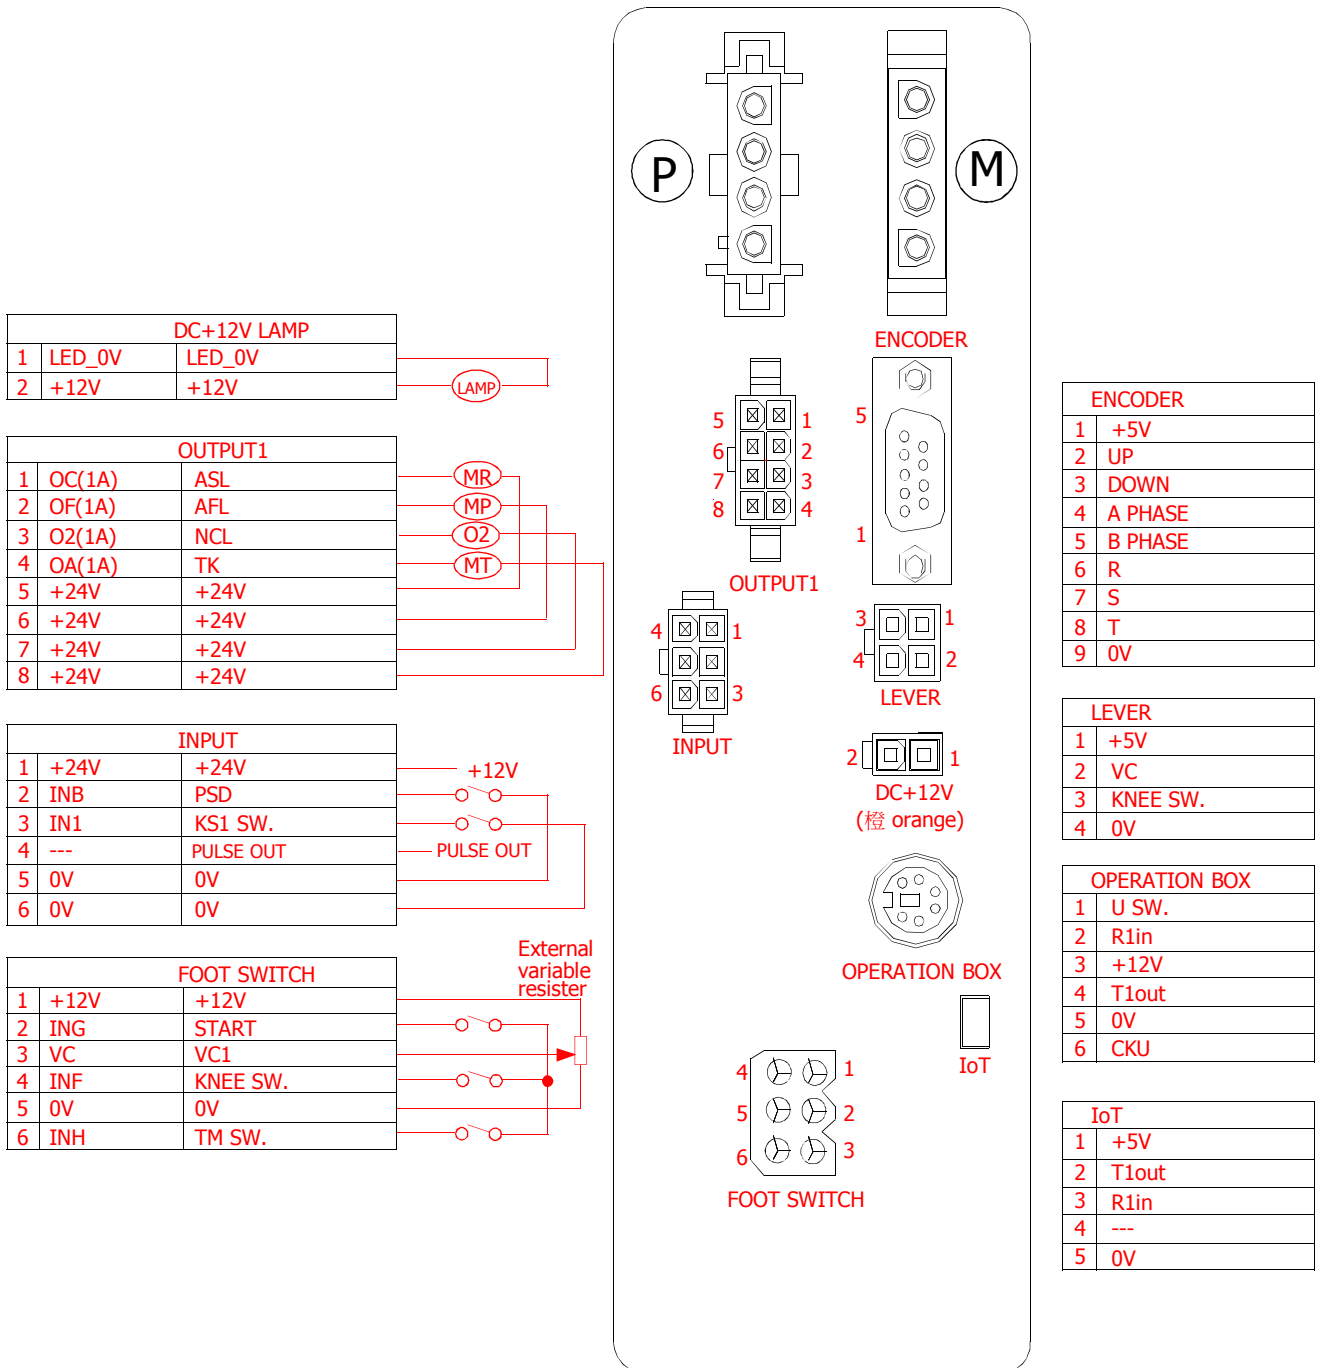 P
M
DC+12V LAMP
1 LED_0V LED_0V
2 +12V +12V
LAMP
OUTPUT1
1 OC(1A) ASL
2 OF(1A) AFL
3 O2(1A) NCL
4 OA(1A) TK
5 +24V +24V
6 +24V +24V
7 +24V +24V
8 +24V +24V
MR
MP
O2
MT
INPUT
1 +24V +24V
2 INB PSD
3 IN1 KS1 SW.
4 --- PULSE OUT
5 0V 0V
6 0V 0V
+12V
PULSE OUT
FOOT SWITCH
1 +12V +12V
2 ING START
3 VC VC1
4 INF KNEE SW.
5 0V 0V
6 INH TM SW.
External
variable
resister
5 1
6 2
7 3
8 4
OUTPUT1
4 1
6 3
INPUT
ENCODER
5
1
3 1
4 2
LEVER
2 1
DC+12V
(橙 orange)
OPERATION BOX
IoT
4 1
5 2
6 3
FOOT SWITCH
ENCODER
1 +5V
2 UP
3 DOWN
4 A PHASE
5 B PHASE
6 R
7 S
8 T
9 0V
LEVER
1 +5V
2 VC
3 KNEE SW.
4 0V
OPERATION BOX
1 U SW.
2 R1in
3 +12V
4 T1out
5 0V
6 CKU
IoT
1 +5V
2 T1out
3 R1in
4 ---
5 0V